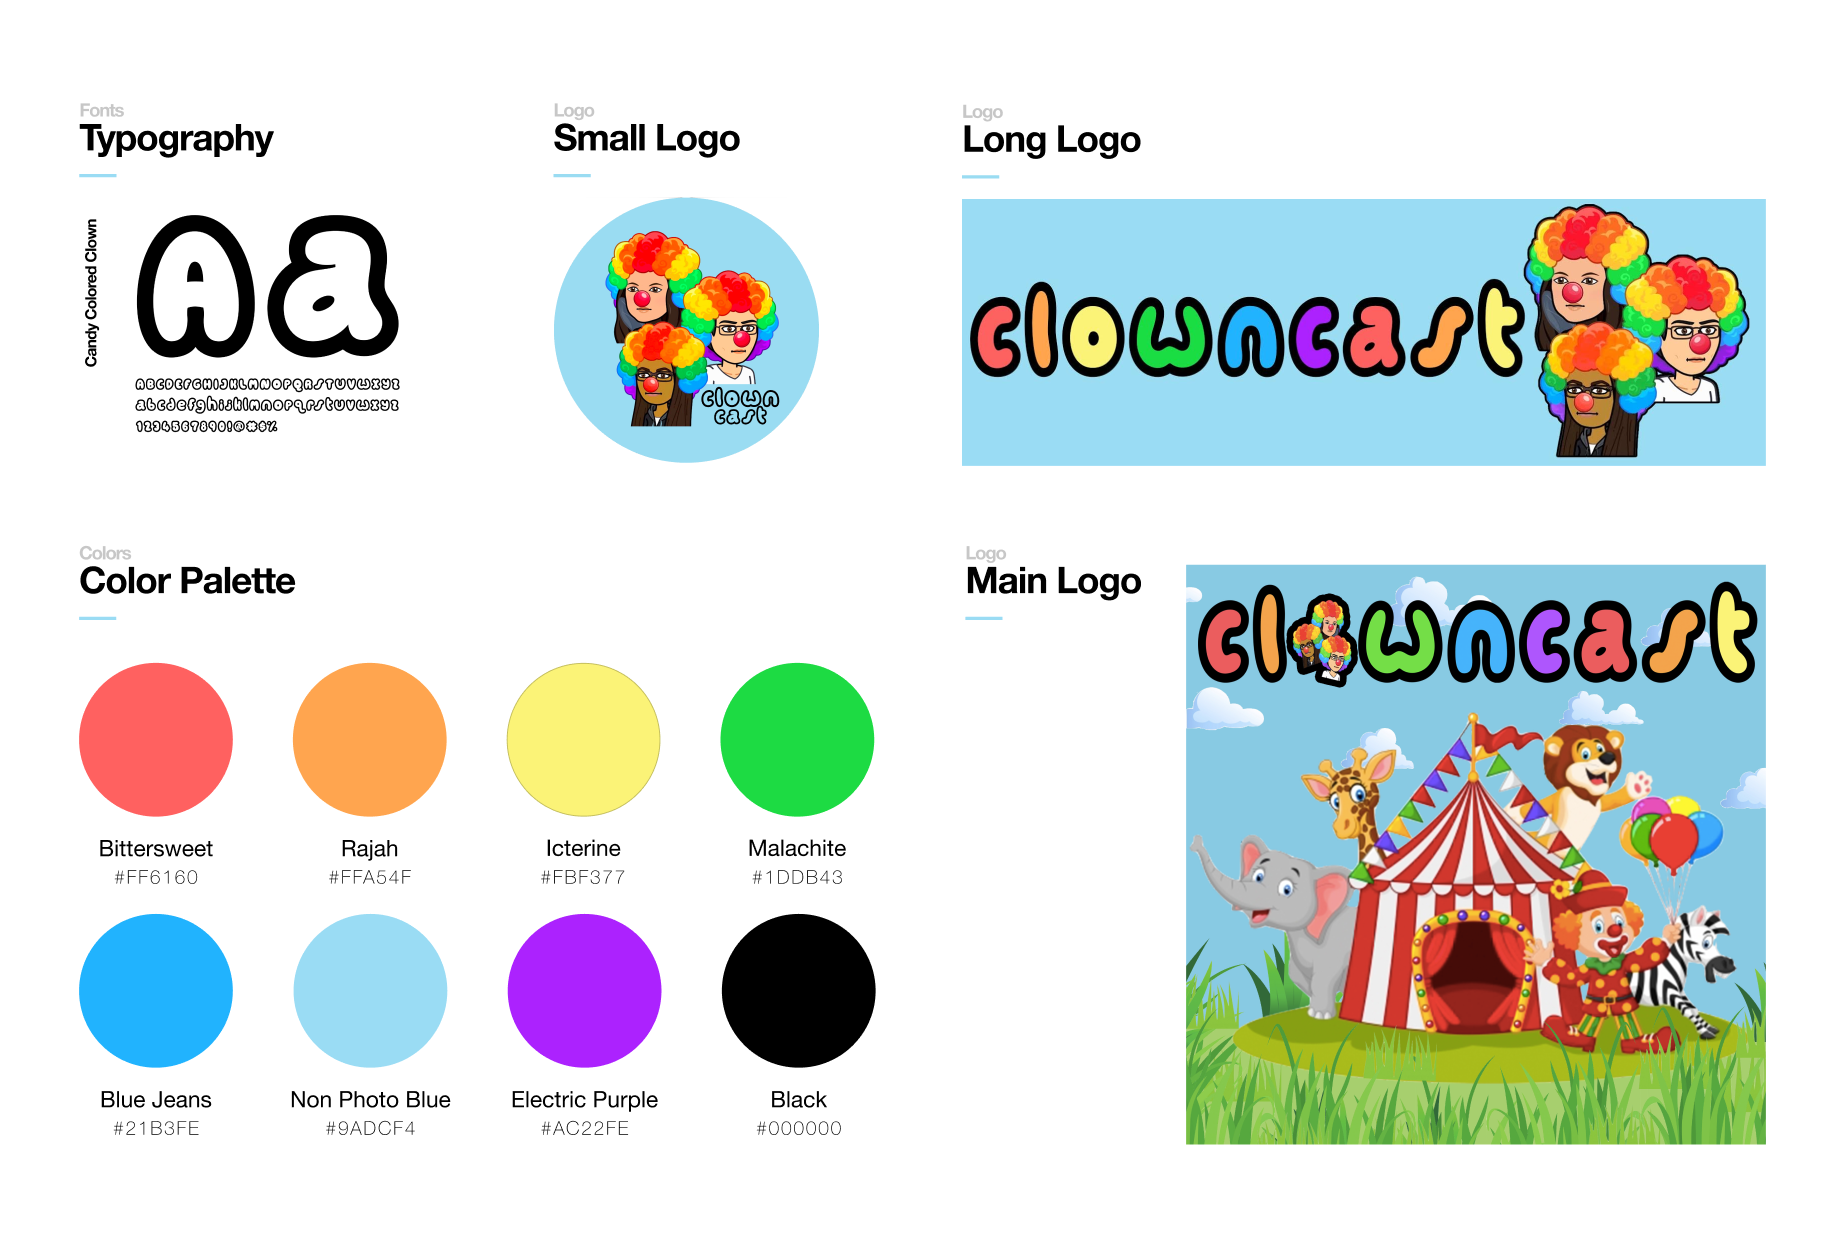 Fonts
Typography
Candy Colored Clown
Aa
ABCDEFGHIJKLMNOPQRSTUVWXYZ
abcdefghijklmnopqrstuvwxyz
1234567890!@#$%
Logo
Small Logo
clown
cast
Logo
Long Logo
clowncast
Colors
Color Palette
Bittersweet
#FF6160
Rajah
#FFA54F
Icterine
#FBF377
Malachite
#1DDB43
Blue Jeans
#21B3FE
Non Photo Blue
#9ADCF4
Electric Purple
#AC22FE
Black
#000000
Logo
Main Logo
clowncast